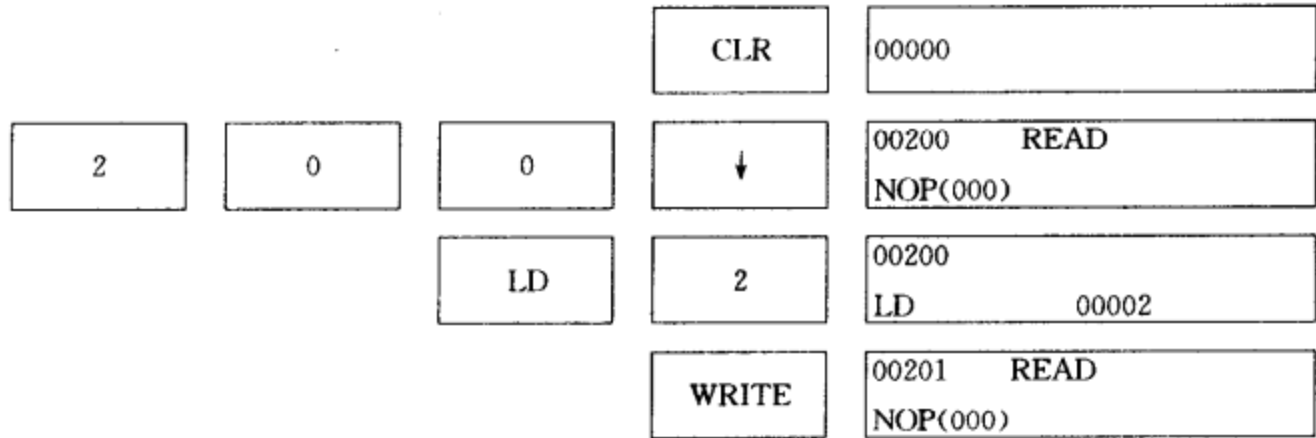 CLR 00000
2 0 0 ↓ 00200 READ
NOP(000)
LD 2 00200
LD 00002
WRITE 00201 READ
NOP(000)